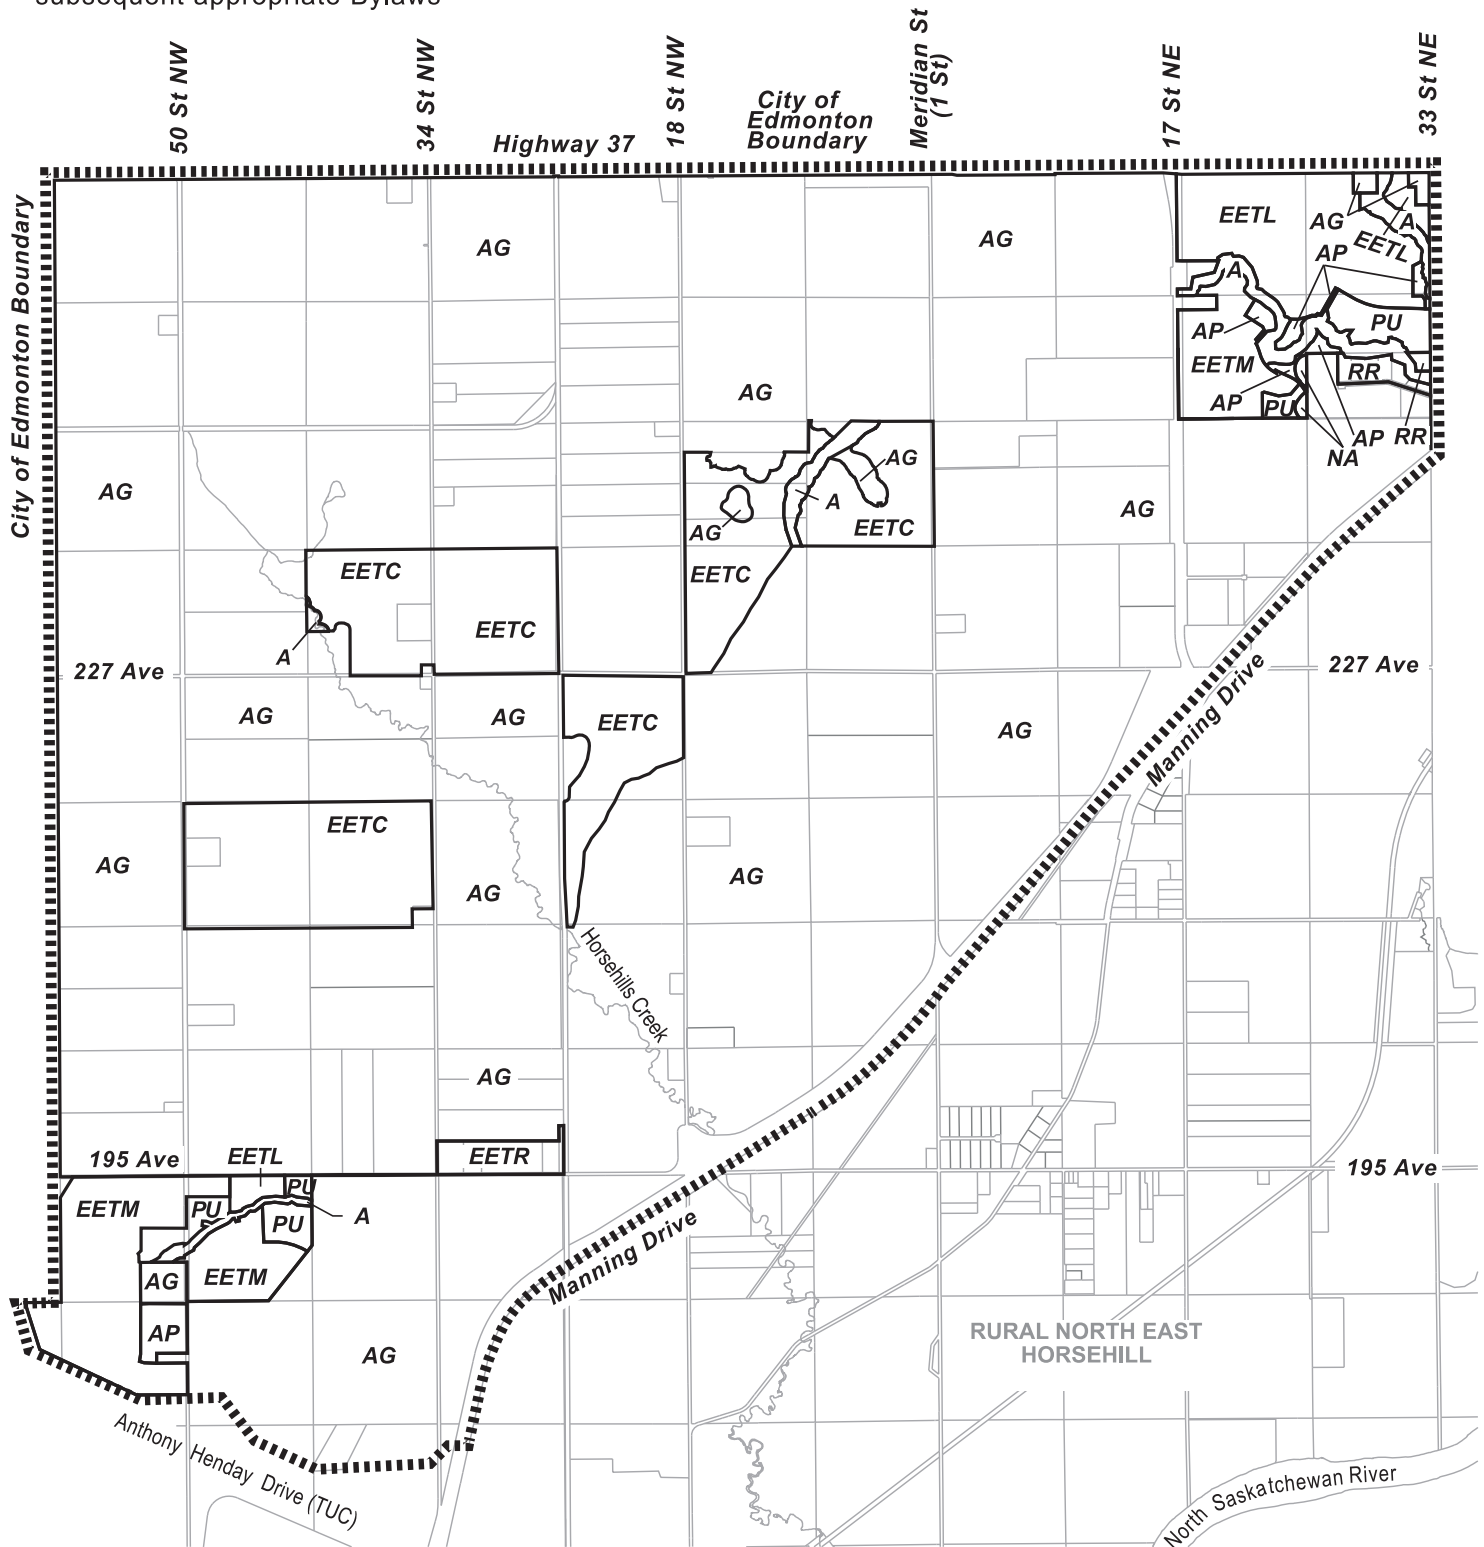 subsequent appropriate Bylaws
50 St NW
34 St NW
18 St NW
Meridian St
(1 St)
17 St NE
33 St NE
Highway 37
City of
Edmonton
Boundary
City of Edmonton Boundary
AG
AG
EETL
AG
A
EETL
AP
A
AP
PU
EETM
RR
AP
PU
AP
RR
NA
AG
AG
AG
A
AG
EETC
AG
AG
EETC
EETC
EETC
A
227 Ave
227 Ave
Manning Drive
AG
AG
EETC
AG
EETC
AG
AG
AG
Horsehills Creek
AG
195 Ave
EETL
EETR
195 Ave
EETM
PU
PU
PU
A
AG
EETM
Manning Drive
AP
AG
RURAL NORTH EAST
HORSEHILL
Anthony Henday Drive (TUC)
North Saskatchewan River